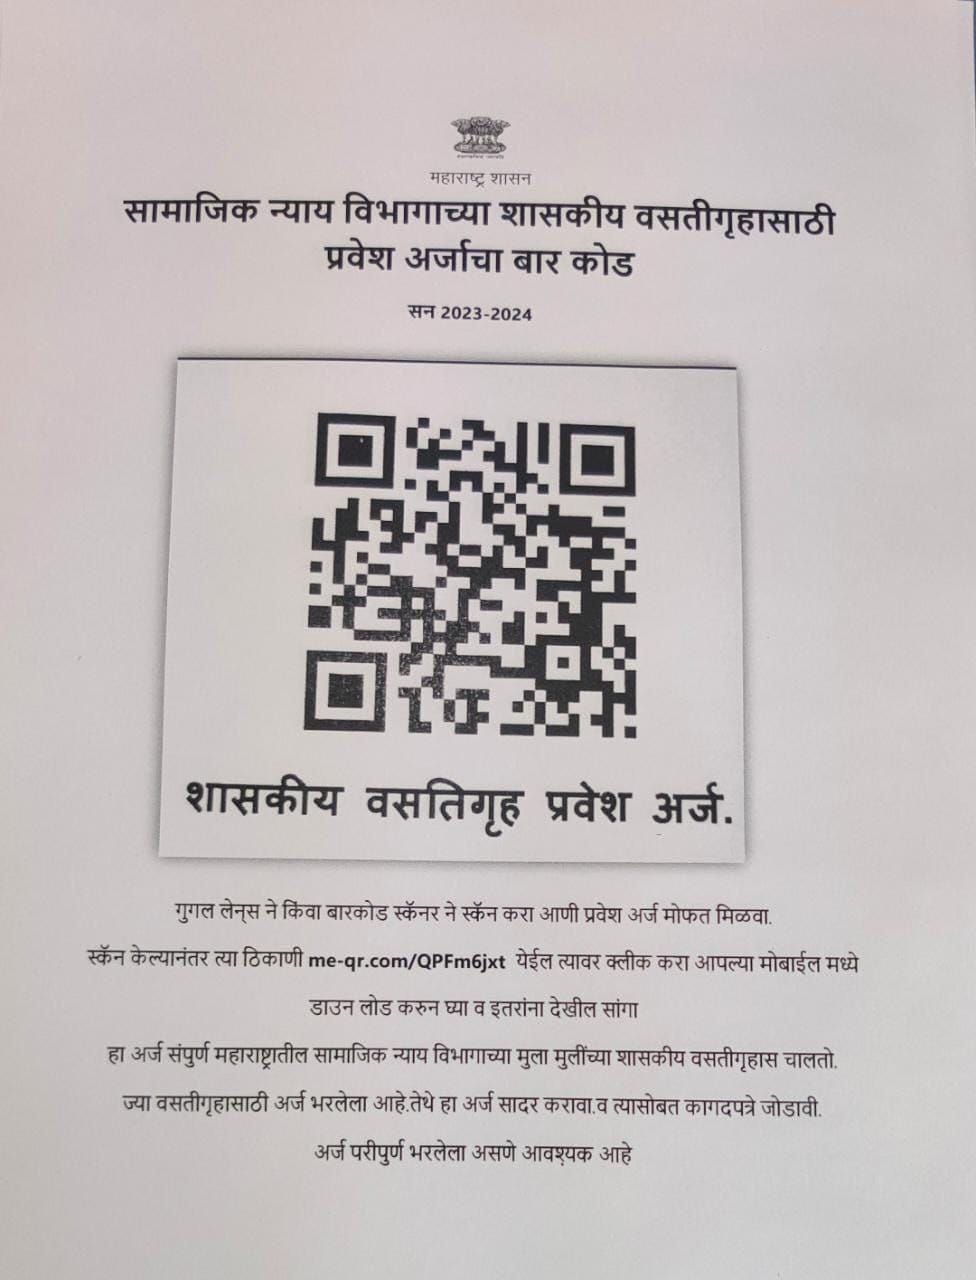 महाराष्ट्र शासन
सामाजिक न्याय विभागाच्या शासकीय वसतीगृहासाठी
प्रवेश अर्जाचा बार कोड
सन 2023-2024
शासकीय वसतिगृह प्रवेश अर्ज.
गुगल लेन्स ने किंवा बारकोड स्कॅनर ने स्कॅन करा आणी प्रवेश अर्ज मोफत मिळवा.
स्कॅन केल्यानंतर त्या ठिकाणी me-qr.com/QPFm6jxt येईल त्यावर क्लीक करा आपल्या मोबाईल मध्ये
डाउन लोड करुन घ्या व इतरांना देखील सांगा
हा अर्ज संपुर्ण महाराष्ट्रातील सामाजिक न्याय विभागाच्या मुला मुलींच्या शासकीय वसतीगृहास चालतो.
ज्या वसतीगृहासाठी अर्ज भरलेला आहे.तेथे हा अर्ज सादर करावा.व त्यासोबत कागदपत्रे जोडावी.
अर्ज परीपुर्ण भरलेला असणे आवश्यक आहे